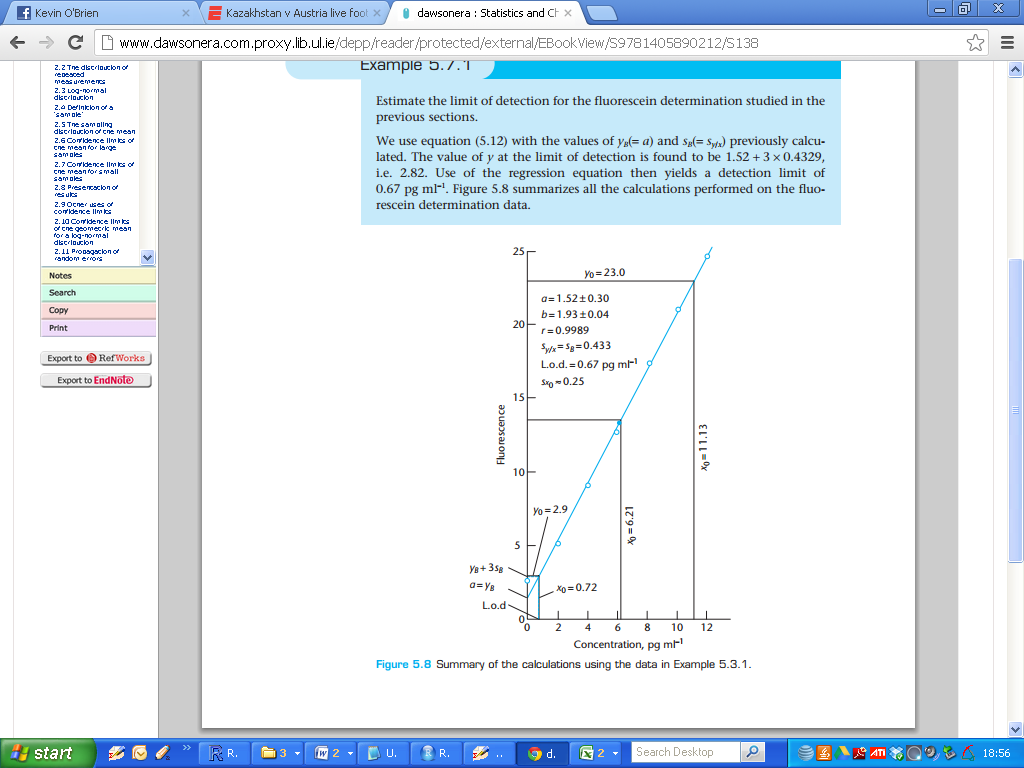 Kevin O'Brien
Kazakhstan v Austria live foot
dawsonera : Statistics and Ch
www.dawsonera.com.proxy.lib.ul.ie/depp/reader/protected/external/EBookView/S9781405890212/S138
2.2 The distribution of
repeated
measurements
2.3 Log-normal
distribution
2.4 Definition of a
'sample'
2.5 The sampling
distribution of the mean
2.6 Confidence limits of
the mean for large
samples
2.7 Confidence limits of
the mean for small
samples
2.8 Presentation of
results
2.9 Other uses of
confidence limits
2.10 Confidence limits
of the geometric mean
for a log-normal
distribution
2.11 Propagation of
random errors
Notes
Search
Copy
Print
Export to RefWorks
Export to EndNote
Example 5.7.1
Estimate the limit of detection for the fluorescein determination studied in the
previous sections.
We use equation (5.12) with the values of yB(= a) and sB(= sy/x) previously calcu-
lated. The value of y at the limit of detection is found to be 1.52 + 3 × 0.4329,
i.e. 2.82. Use of the regression equation then yields a detection limit of
0.67 pg ml⁻¹. Figure 5.8 summarizes all the calculations performed on the fluo-
rescein determination data.
25
y0 = 23.0
a = 1.52 ± 0.30
b = 1.93 ± 0.04
20
r = 0.9989
sy/x = sB = 0.433
L.o.d. = 0.67 pg ml⁻¹
sx0 ≈ 0.25
15
Fluorescence
x0 = 11.13
10
y0 = 2.9
x0 = 6.21
5
yB + 3sB
a = yB
x0 = 0.72
L.o.d
0
0 2 4 6 8 10 12
Concentration, pg ml⁻¹
Figure 5.8 Summary of the calculations using the data in Example 5.3.1.
start
R.
3
2
U.
R.
..
d.
2
Search Desktop
18:56